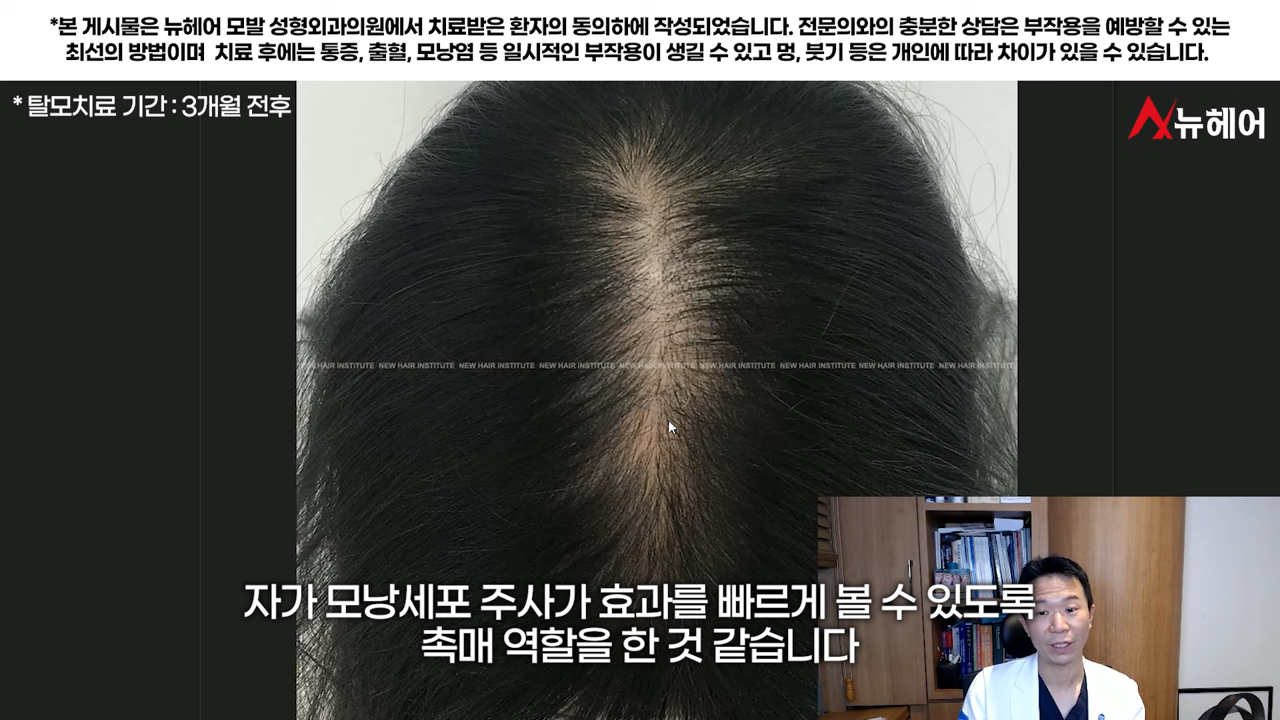 *본 게시물은 뉴헤어 모발 성형외과의원에서 치료받은 환자의 동의하에 작성되었습니다. 전문의와의 충분한 상담은 부작용을 예방할 수 있는
최선의 방법이며 치료 후에는 통증, 출혈, 모낭염 등 일시적인 부작용이 생길 수 있고 멍, 붓기 등은 개인에 따라 차이가 있을 수 있습니다.
* 탈모치료 기간 : 3개월 전후
뉴헤어
HAIR INSTITUTE NEW HAIR INSTITUTE NEW HAIR INSTITUTE NEW HAIR INSTITUTE NEW HAIR INSTITUTE NEW HAIR INSTITUTE NEW HAIR INSTITUTE NEW HAIR INSTITUTE NEW HAIR INSTITUT
자가 모낭세포 주사가 효과를 빠르게 볼 수 있도록
촉매 역할을 한 것 같습니다